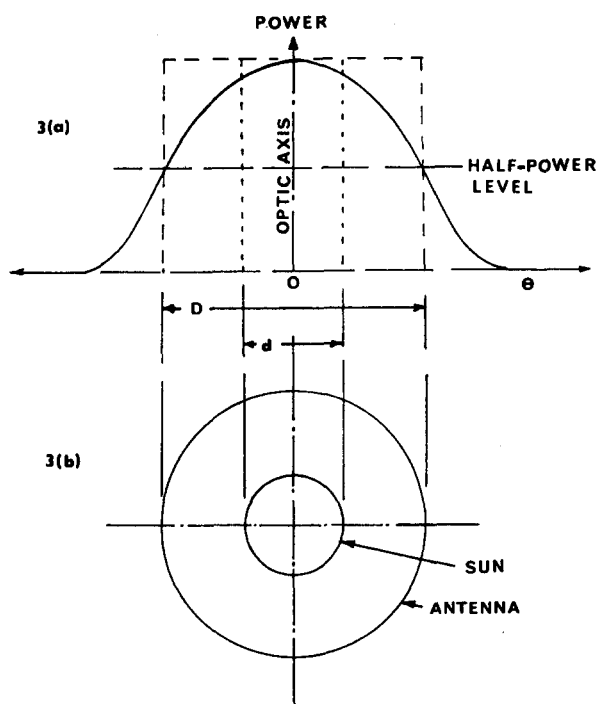 POWER
3(a)
OPTIC AXIS
HALF-POWER
LEVEL
O
θ
D
d
3(b)
SUN
ANTENNA